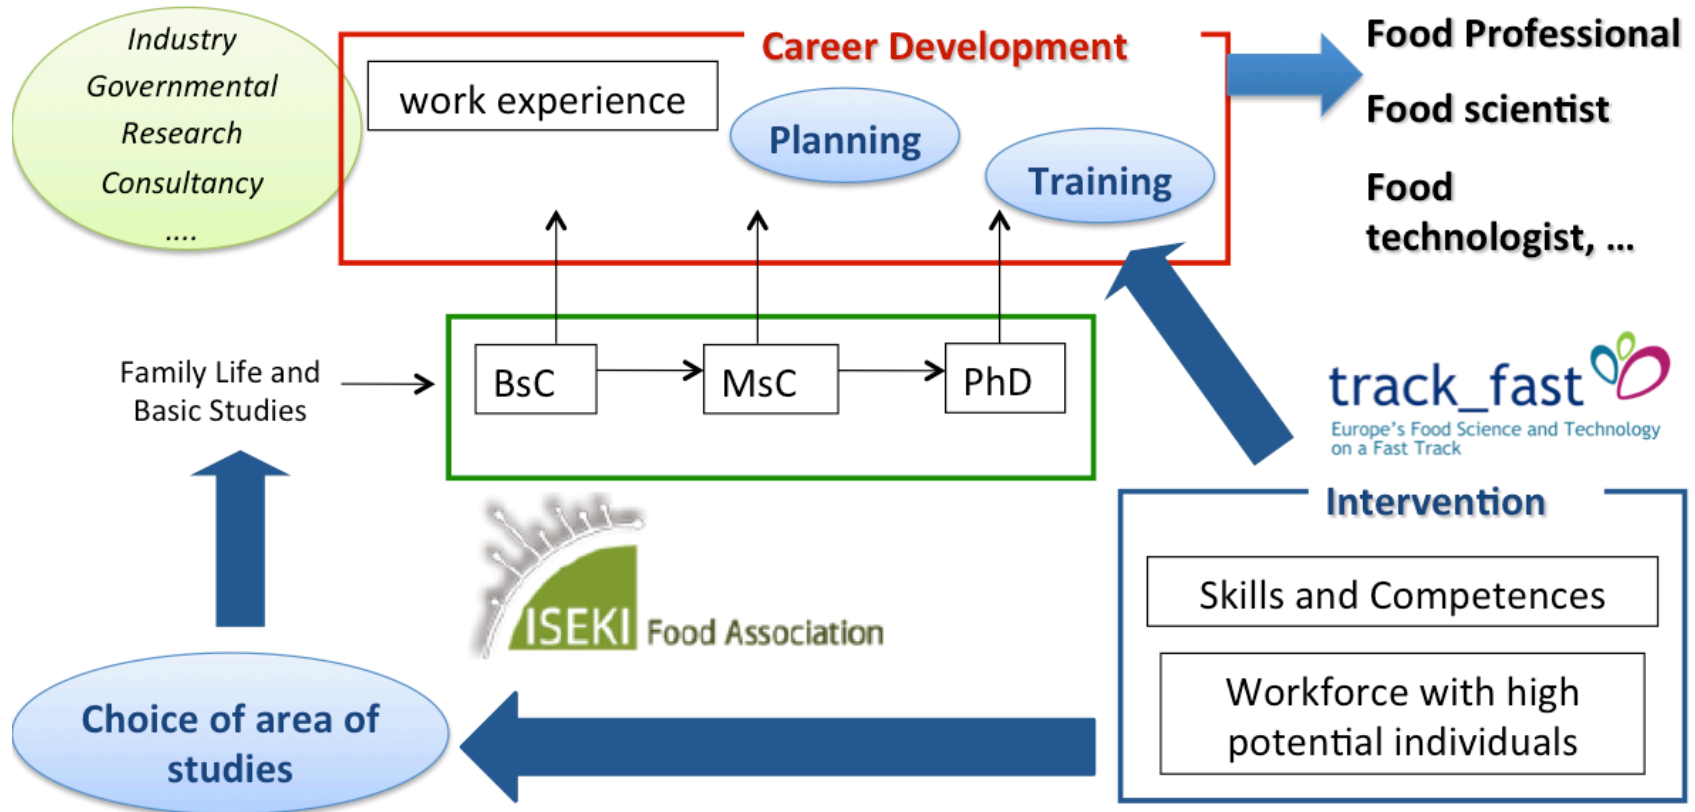 Industry
Governmental
Research
Consultancy
....
Career Development
work experience
Planning
Training
Food Professional
Food scientist
Food
technologist, ...
Family Life and
Basic Studies
BsC
MsC
PhD
track_fast
Europe's Food Science and Technology
on a Fast Track
ISEKI Food Association
Intervention
Skills and Competences
Workforce with high
potential individuals
Choice of area of
studies